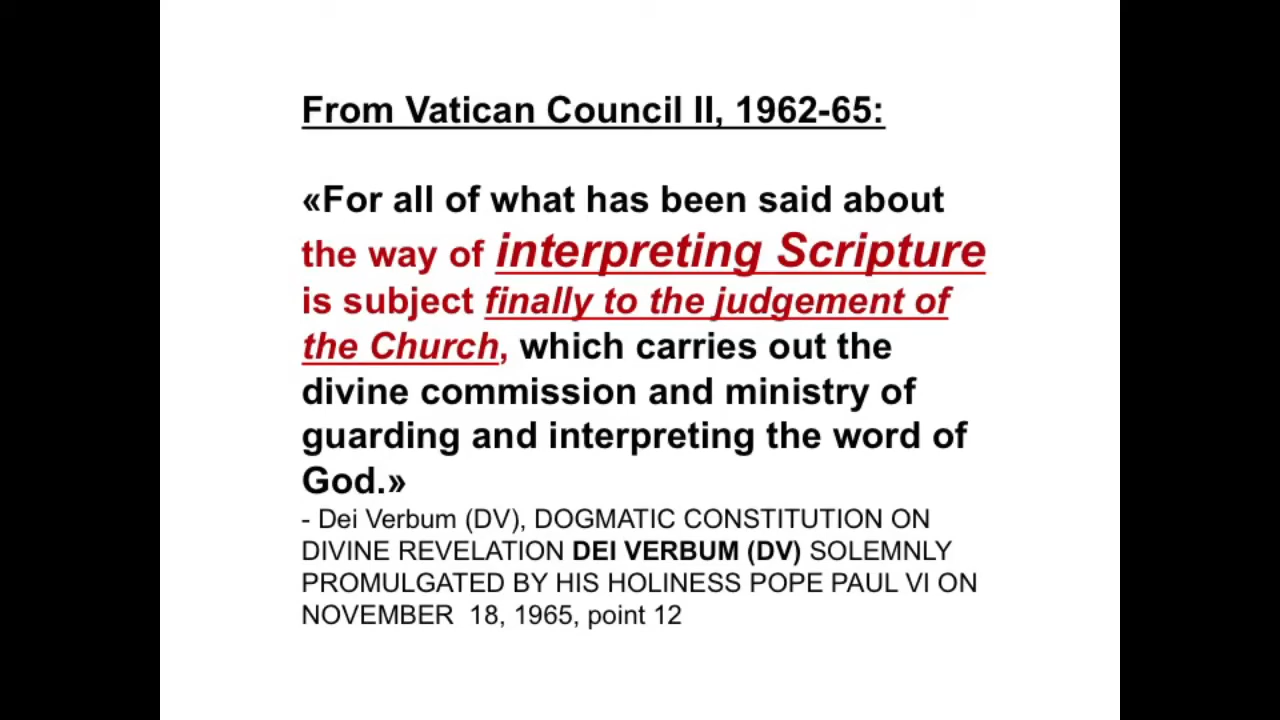 From Vatican Council II, 1962-65:
«For all of what has been said about
the way of interpreting Scripture
is subject finally to the judgement of
the Church, which carries out the
divine commission and ministry of
guarding and interpreting the word of
God.»
- Dei Verbum (DV), DOGMATIC CONSTITUTION ON
DIVINE REVELATION DEI VERBUM (DV) SOLEMNLY
PROMULGATED BY HIS HOLINESS POPE PAUL VI ON
NOVEMBER  18, 1965, point 12